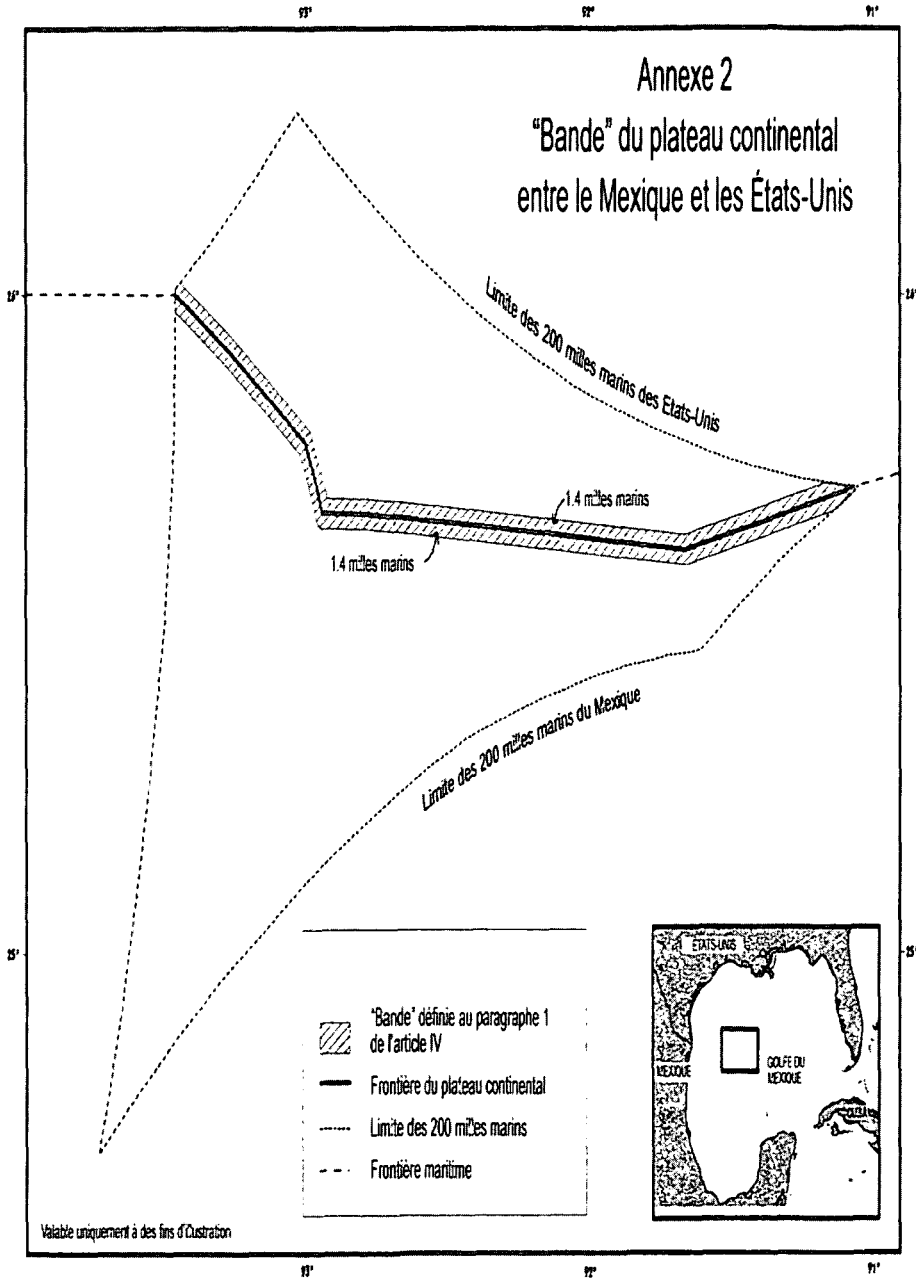 93°
92°
91°
Annexe 2
"Bande" du plateau continental
entre le Mexique et les États-Unis
26°
26°
Limite des 200 milles marins des Etats-Unis
1.4 milles marins
1.4 milles marins
Limite des 200 milles marins du Mexique
25°
25°
"Bande" définie au paragraphe 1
de l'article IV
Frontière du plateau continental
Limite des 200 milles marins
Frontière maritime
ÉTATS-UNIS
MEXIQUE
GOLFE DU
MEXIQUE
Valable uniquement à des fins d'Custration
93°
92°
91°